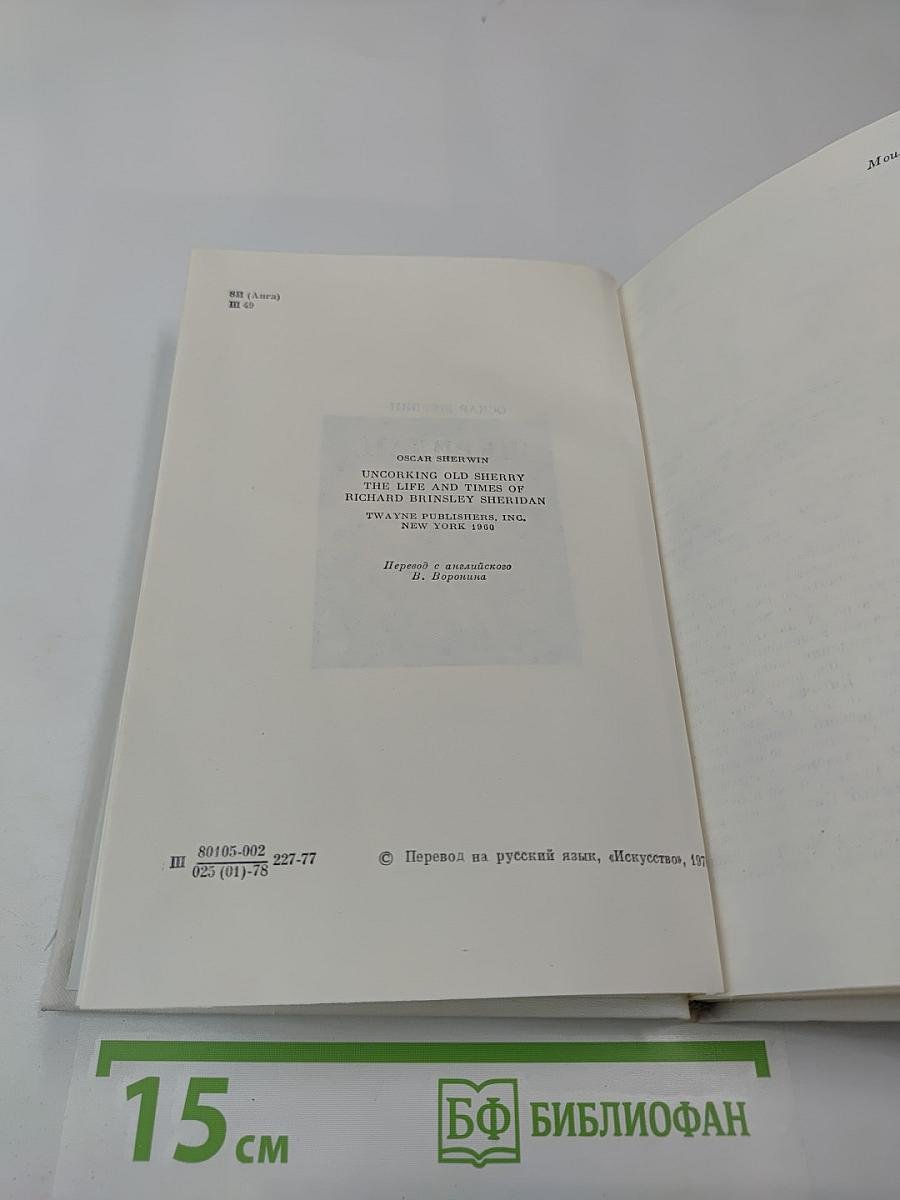 8И (Англ)
Ш 49
OSCAR SHERWIN
UNCORKING OLD SHERRY
THE LIFE AND TIMES OF
RICHARD BRINSLEY SHERIDAN
TWAYNE PUBLISHERS, INC.
NEW YORK 1960
Перевод с английского
В. Воронина
Ш 80105-002
025 (01)-78 227-77
© Перевод на русский язык, «Искусство», 197
15 см
БФ БИБЛИОФАН